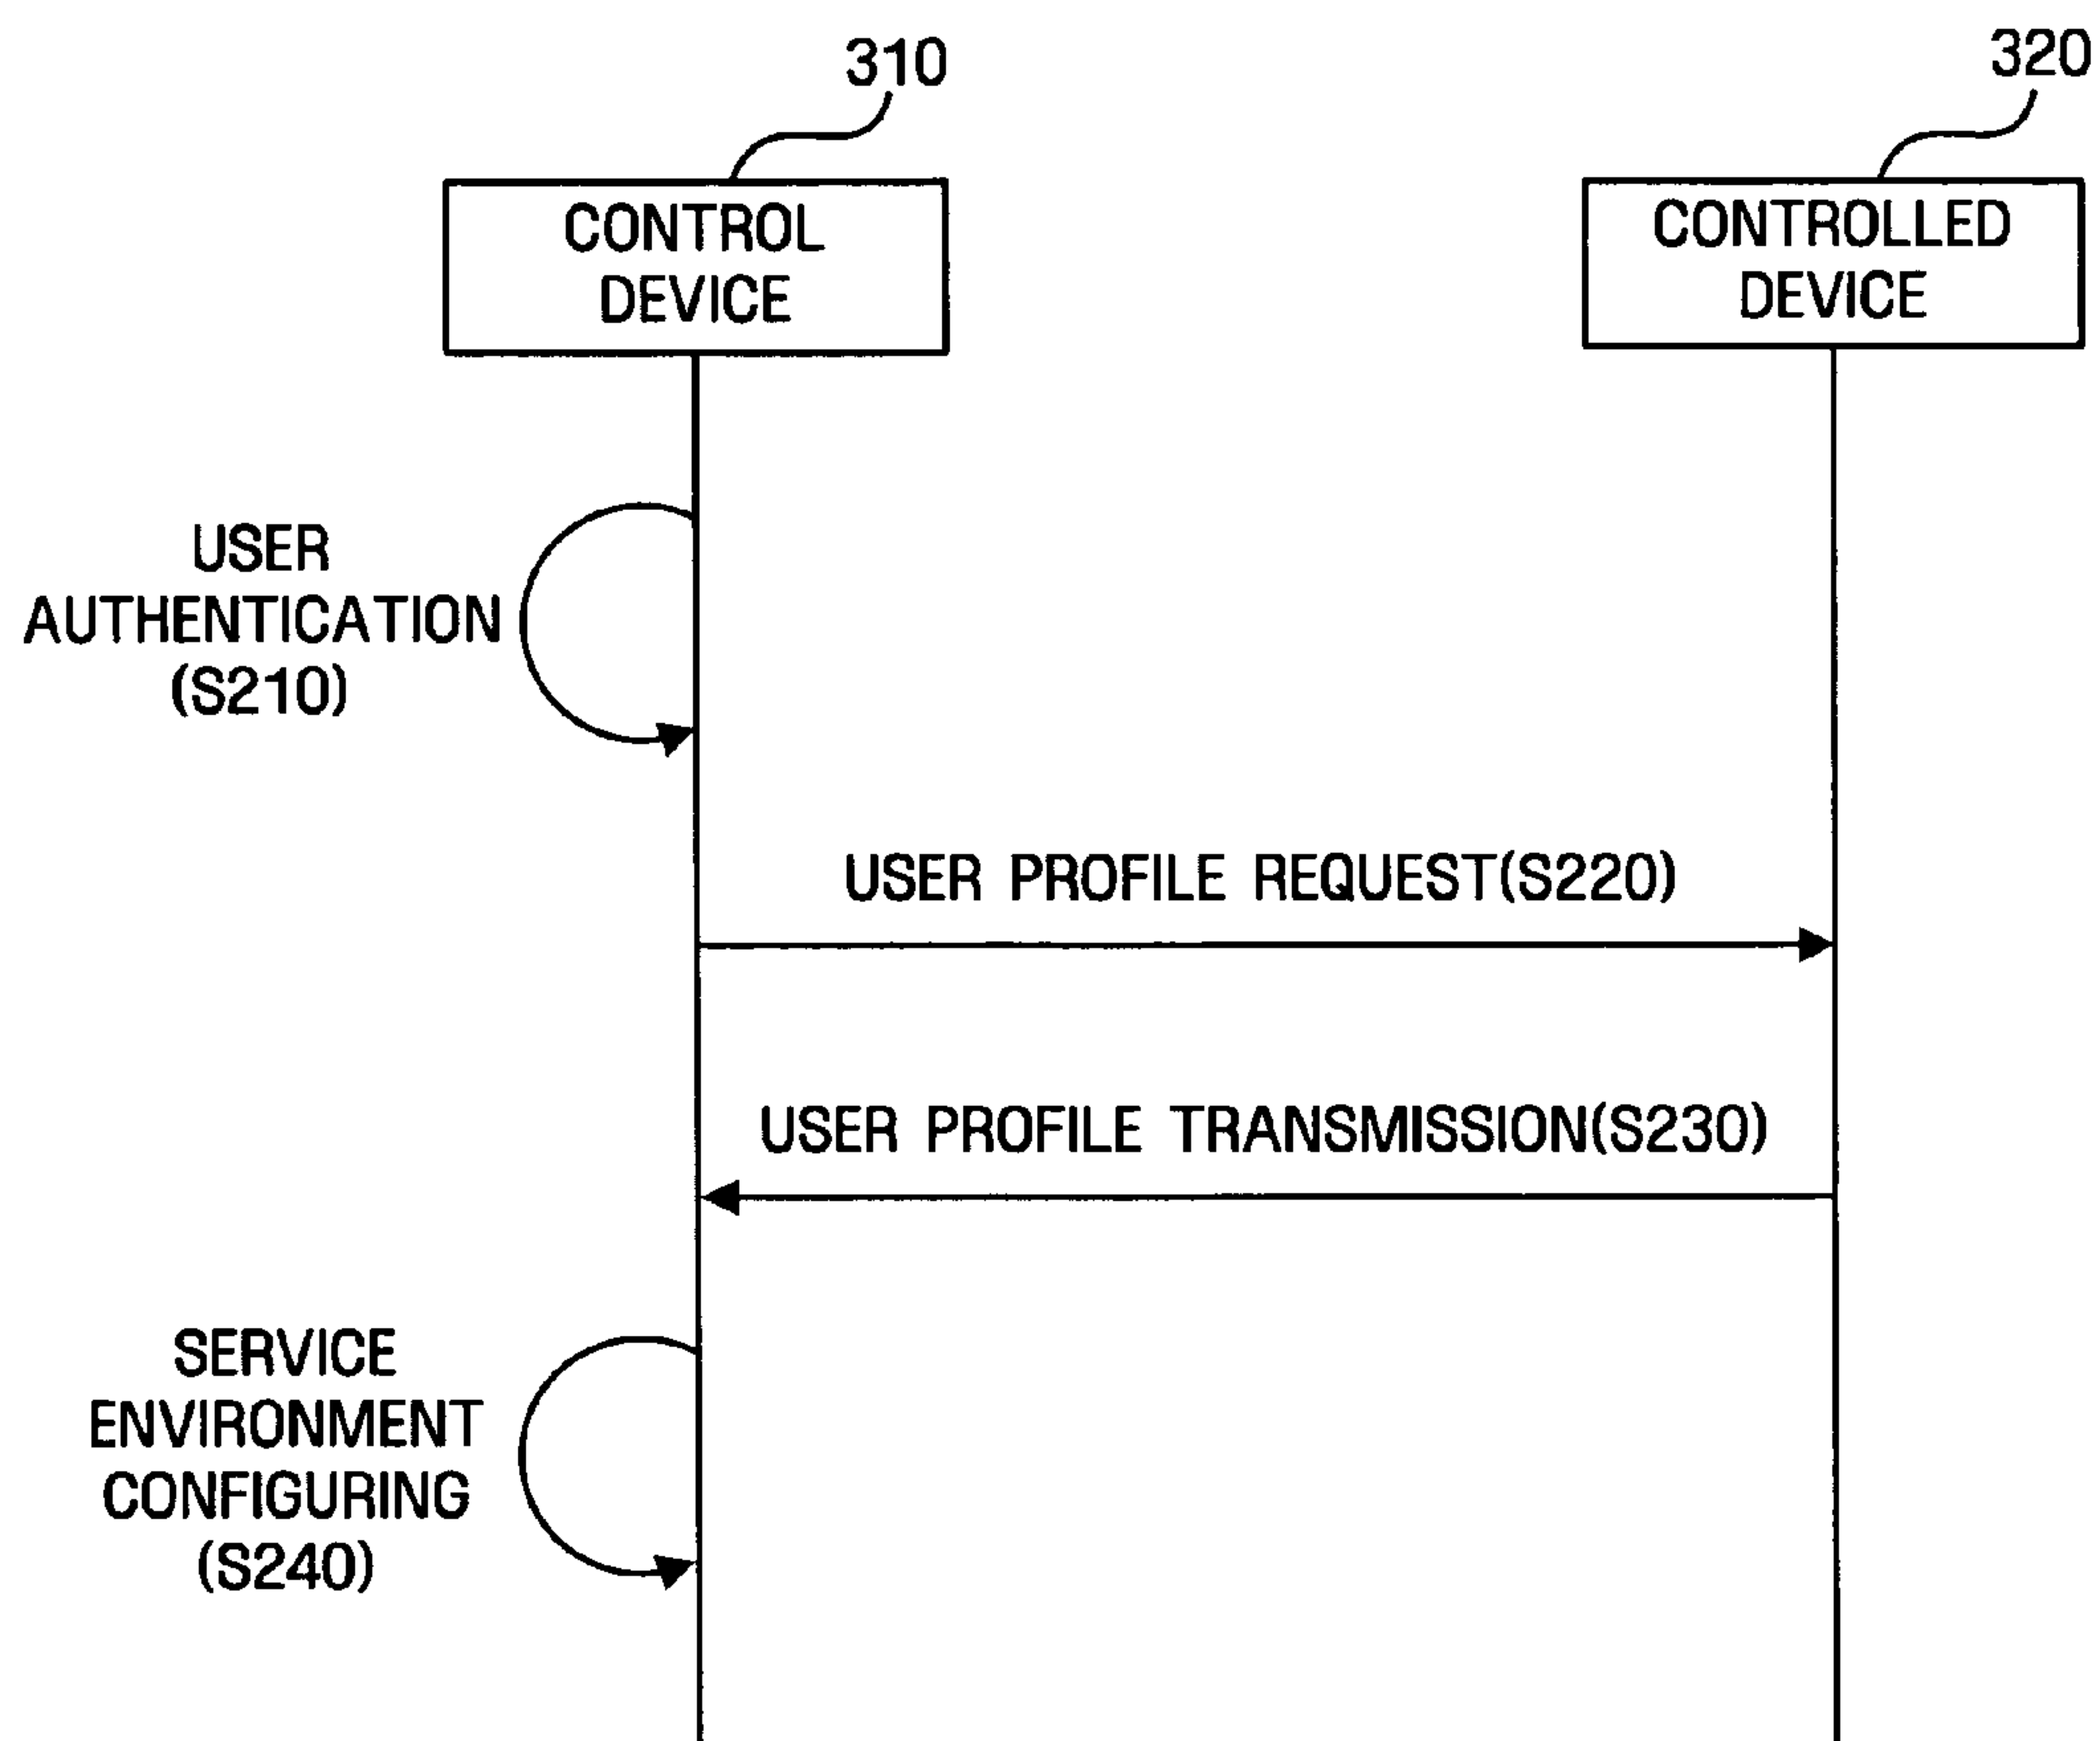 310
320
CONTROL
DEVICE
CONTROLLED
DEVICE
USER
AUTHENTICATION
(S210)
USER PROFILE REQUEST(S220)
USER PROFILE TRANSMISSION(S230)
SERVICE
ENVIRONMENT
CONFIGURING
(S240)